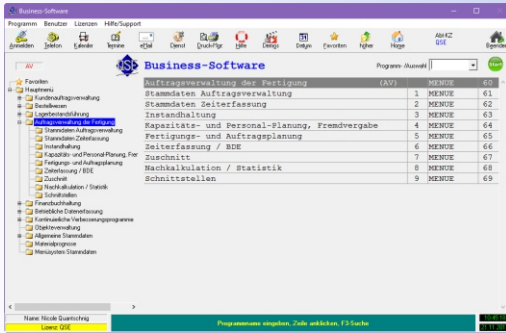 Business-Software
Programm Benutzer Lizenzen Hilfe/Support
Anmelden Telefon Kalender Termine eMail Dienst Druck-Mgr Hilfe Debug Datum Favoriten höher Home Abt-KZ QSE Beenden
AV
Business-Software
Programm- /Auswahl
Start
Favoriten
Hauptmenü
Kundenauftragsverwaltung
Bestellwesen
Lagerbestandsführung
Auftragsverwaltung der Fertigung
Stammdaten Auftragsverwaltung
Stammdaten Zeiterfassung
Instandhaltung
Kapazitäts- und Personal-Planung, Frer
Fertigungs- und Auftragsplanung
Zeiterfassung / BDE
Zuschnitt
Nachkalkulation / Statistik
Schnittstellen
Finanzbuchhaltung
Betriebliche Datenerfassung
Kontinuierliche Verbesserungsprogramme
Objekteverwaltung
Allgemeine Stammdaten
Materialprognose
Menüsystem Stammdaten
Auftragsverwaltung der Fertigung (AV) MENUE 60
Stammdaten Auftragsverwaltung 1 MENUE 61
Stammdaten Zeiterfassung 2 MENUE 62
Instandhaltung 3 MENUE 63
Kapazitäts- und Personal-Planung, Fremdvergabe 4 MENUE 64
Fertigungs- und Auftragsplanung 5 MENUE 65
Zeiterfassung / BDE 6 MENUE 66
Zuschnitt 7 MENUE 67
Nachkalkulation / Statistik 8 MENUE 68
Schnittstellen 9 MENUE 69
Name: Nicole Quantschnig
Lizenz: QSE
Programmname eingeben, Zeile anklicken, F3-Suche